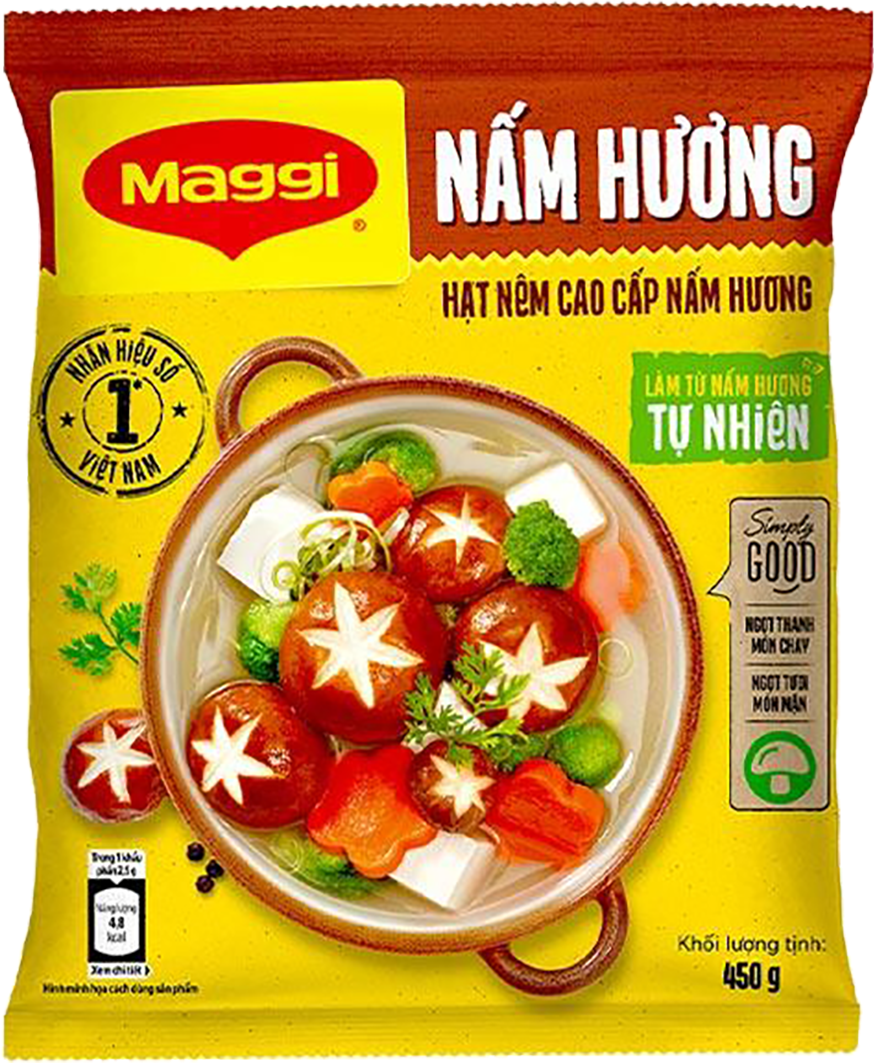 Maggi
®
NẤM HƯƠNG
HẠT NÊM CAO CẤP NẤM HƯƠNG
NHÃN HIỆU SỐ
1*
VIỆT NAM
LÀM TỪ NẤM HƯƠNG
TỰ NHIÊN
Simply
GOOD
NGỌT THANH
MÓN CHAY
NGỌT TƯƠI
MÓN MẶN
Trong 1 khẩu
phần 2,5 g
Năng lượng
4,8
kcal
Xem chi tiết
Hình minh họa cách dùng sản phẩm
Khối lượng tịnh:
450 g